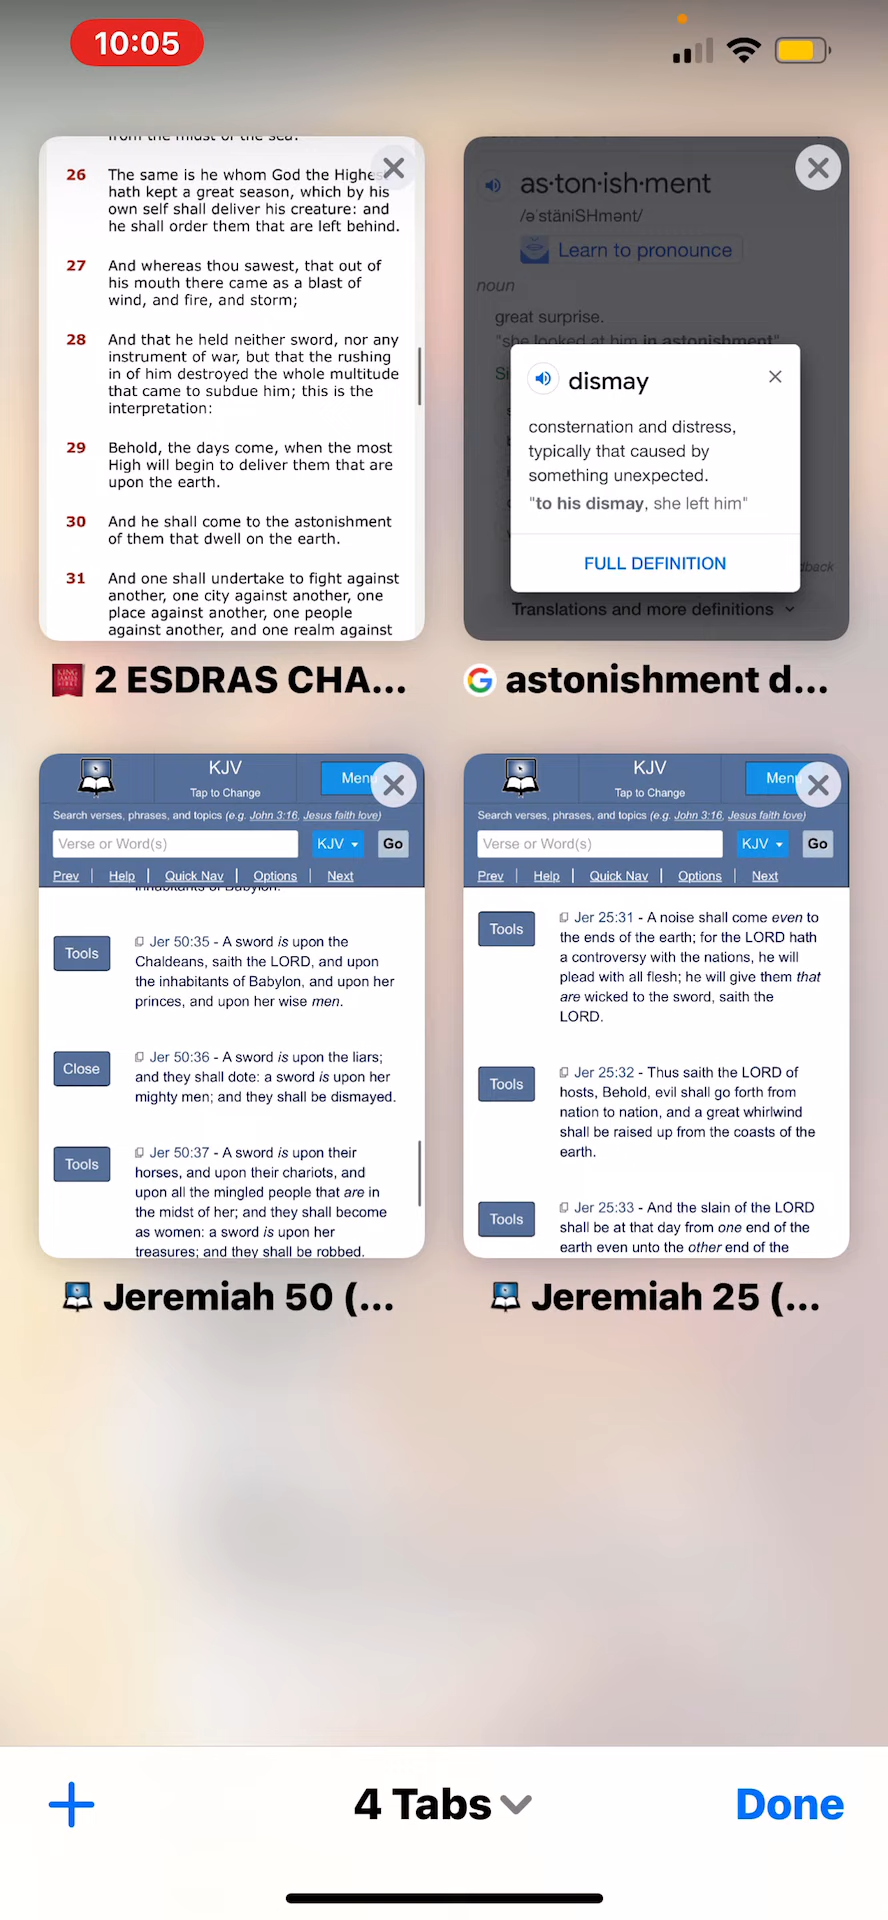 10:05
from the midst of the sea:
26 The same is he whom God the Highest
hath kept a great season, which by his
own self shall deliver his creature: and
he shall order them that are left behind.
27 And whereas thou sawest, that out of
his mouth there came as a blast of
wind, and fire, and storm;
28 And that he held neither sword, nor any
instrument of war, but that the rushing
in of him destroyed the whole multitude
that came to subdue him; this is the
interpretation:
29 Behold, the days come, when the most
High will begin to deliver them that are
upon the earth.
30 And he shall come to the astonishment
of them that dwell on the earth.
31 And one shall undertake to fight against
another, one city against another, one
place against another, one people
against another, and one realm against
2 ESDRAS CHA...
as·ton·ish·ment
/əˈstäniSHmənt/
Learn to pronounce
noun
great surprise.
"she looked at him in astonishment"
dismay
consternation and distress,
typically that caused by
something unexpected.
"to his dismay, she left him"
FULL DEFINITION
Translations and more definitions
astonishment d...
KJV
Tap to Change
Menu
Search verses, phrases, and topics (e.g. John 3:16, Jesus faith love)
Verse or Word(s)
KJV
Go
Prev | Help | Quick Nav | Options | Next
inhabitants of Babylon.
Tools
Jer 50:35 - A sword is upon the
Chaldeans, saith the LORD, and upon
the inhabitants of Babylon, and upon her
princes, and upon her wise men.
Close
Jer 50:36 - A sword is upon the liars;
and they shall dote: a sword is upon her
mighty men; and they shall be dismayed.
Tools
Jer 50:37 - A sword is upon their
horses, and upon their chariots, and
upon all the mingled people that are in
the midst of her; and they shall become
as women: a sword is upon her
treasures; and they shall be robbed.
Jeremiah 50 (...
KJV
Tap to Change
Menu
Search verses, phrases, and topics (e.g. John 3:16, Jesus faith love)
Verse or Word(s)
KJV
Go
Prev | Help | Quick Nav | Options | Next
Tools
Jer 25:31 - A noise shall come even to
the ends of the earth; for the LORD hath
a controversy with the nations, he will
plead with all flesh; he will give them that
are wicked to the sword, saith the
LORD.
Tools
Jer 25:32 - Thus saith the LORD of
hosts, Behold, evil shall go forth from
nation to nation, and a great whirlwind
shall be raised up from the coasts of the
earth.
Tools
Jer 25:33 - And the slain of the LORD
shall be at that day from one end of the
earth even unto the other end of the
Jeremiah 25 (...
4 Tabs
Done